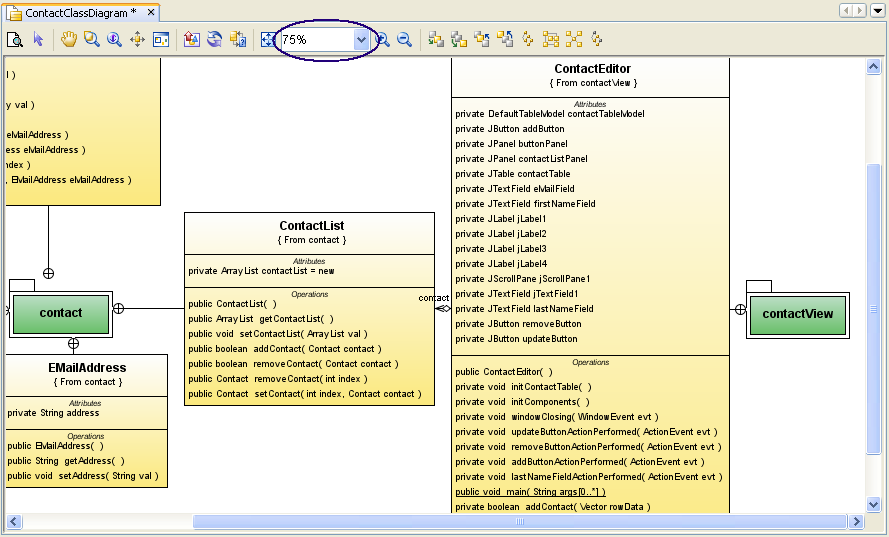 ContactClassDiagram *
75%
l )
y val )
eMailAddress )
ess eMailAddress )
ndex )
, EMailAddress eMailAddress )
contact
EMailAddress
{ From contact }
Attributes
private String address
Operations
public EMailAddress( )
public String getAddress( )
public void setAddress( String val )
ContactList
{ From contact }
Attributes
private ArrayList contactList = new
Operations
public ContactList( )
public ArrayList getContactList( )
public void setContactList( ArrayList val )
public boolean addContact( Contact contact )
public boolean removeContact( Contact contact )
public Contact removeContact( int index )
public Contact setContact( int index, Contact contact )
contact
ContactEditor
{ From contactView }
Attributes
private DefaultTableModel contactTableModel
private JButton addButton
private JPanel buttonPanel
private JPanel contactListPanel
private JTable contactTable
private JTextField eMailField
private JTextField firstNameField
private JLabel jLabel1
private JLabel jLabel2
private JLabel jLabel3
private JLabel jLabel4
private JScrollPane jScrollPane1
private JTextField jTextField1
private JTextField lastNameField
private JButton removeButton
private JButton updateButton
Operations
public ContactEditor( )
private void initContactTable( )
private void initComponents( )
private void windowClosing( WindowEvent evt )
private void updateButtonActionPerformed( ActionEvent evt )
private void removeButtonActionPerformed( ActionEvent evt )
private void addButtonActionPerformed( ActionEvent evt )
private void lastNameFieldActionPerformed( ActionEvent evt )
public void main( String args[0..*] )
private boolean addContact( Vector rowData )
contactView